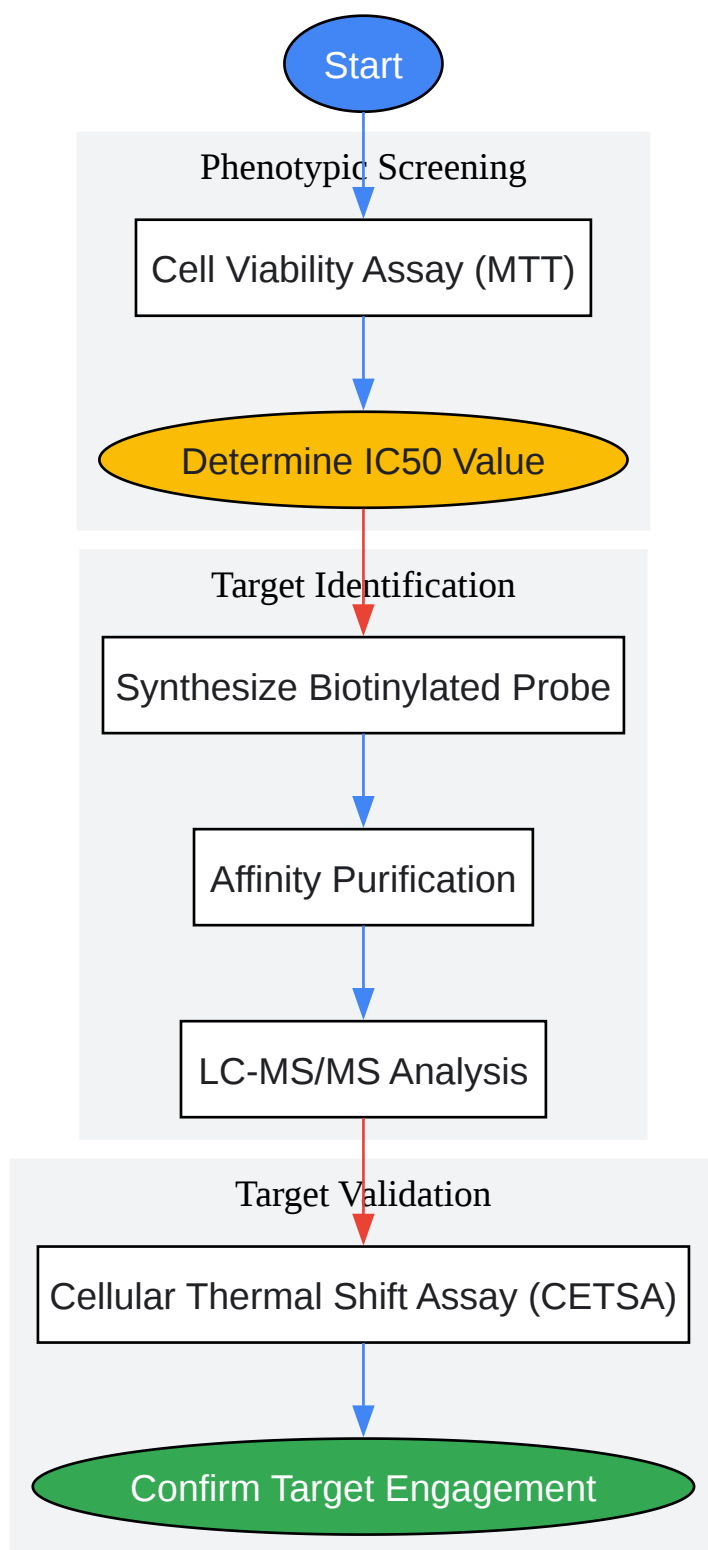 Start
Phenotypic Screening
Cell Viability Assay (MTT)
Determine IC50 Value
Target Identification
Synthesize Biotinylated Probe
Affinity Purification
LC-MS/MS Analysis
Target Validation
Cellular Thermal Shift Assay (CETSA)
Confirm Target Engagement